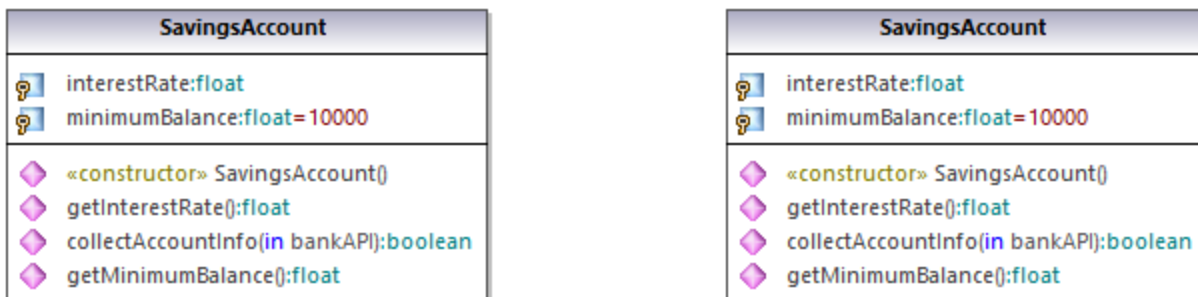 SavingsAccount
interestRate:float
minimumBalance:float=10000
«constructor» SavingsAccount()
getInterestRate():float
collectAccountInfo(in bankAPI):boolean
getMinimumBalance():float
SavingsAccount
interestRate:float
minimumBalance:float=10000
«constructor» SavingsAccount()
getInterestRate():float
collectAccountInfo(in bankAPI):boolean
getMinimumBalance():float